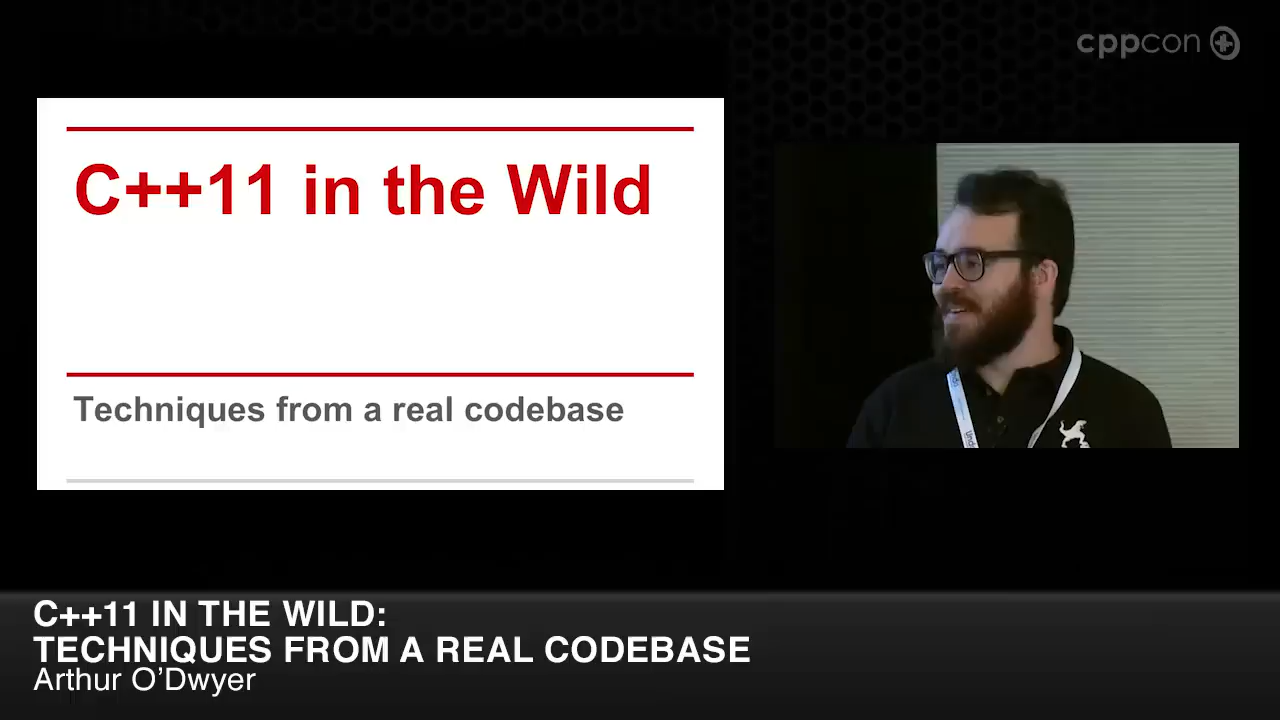 cppcon
C++11 in the Wild
Techniques from a real codebase
C++11 IN THE WILD:
TECHNIQUES FROM A REAL CODEBASE
Arthur O’Dwyer